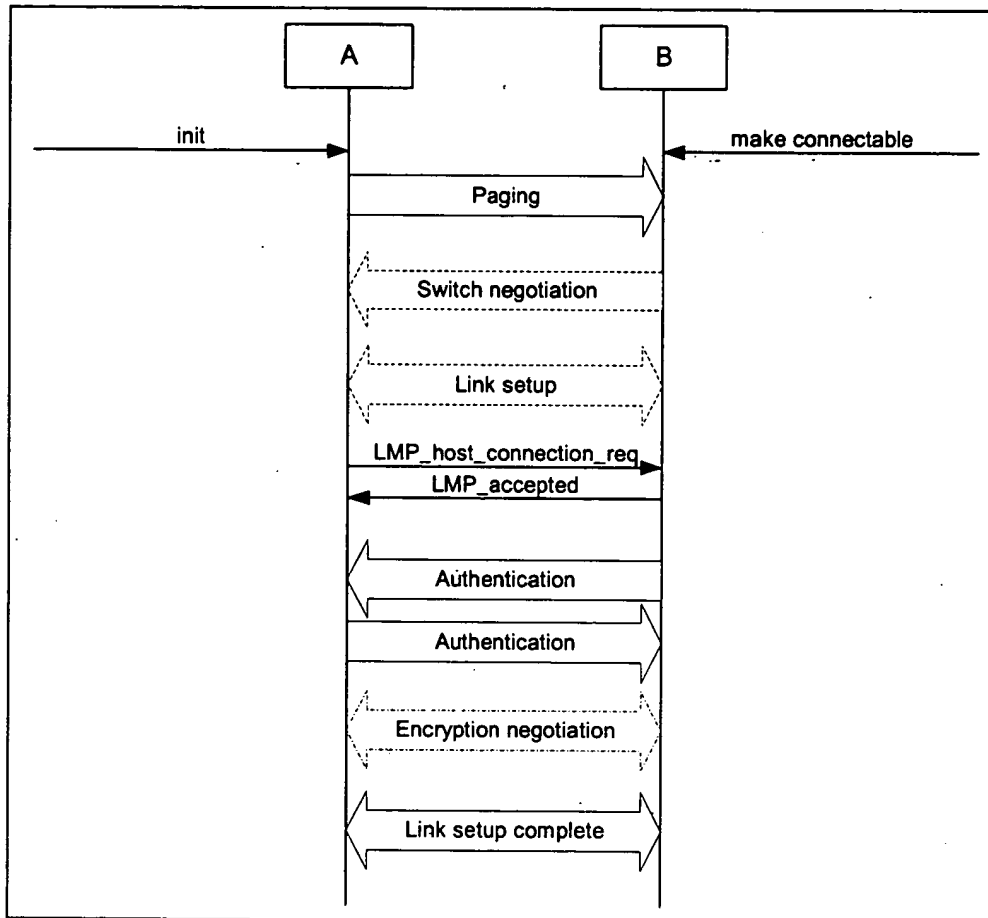 A
B
init
make connectable
Paging
Switch negotiation
Link setup
LMP_host_connection_req
LMP_accepted
Authentication
Authentication
Encryption negotiation
Link setup complete